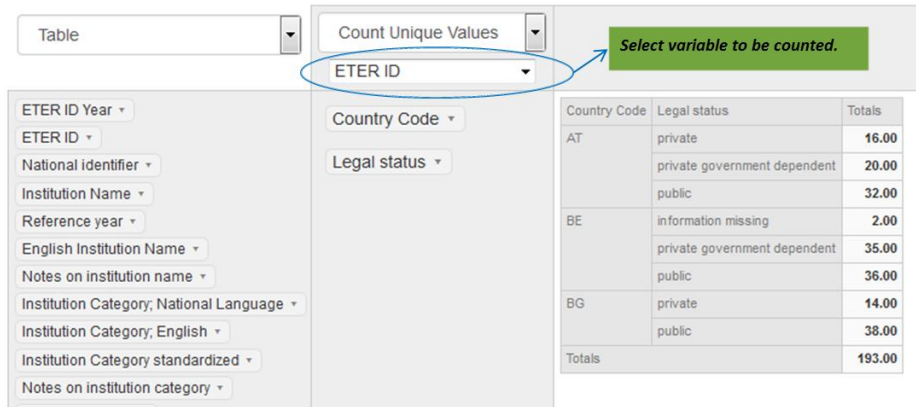 Table
Count Unique Values
ETER ID
Select variable to be counted.
ETER ID Year
ETER ID
National identifier
Institution Name
Reference year
English Institution Name
Notes on institution name
Institution Category; National Language
Institution Category; English
Institution Category standardized
Notes on institution category
Country Code
Legal status
Country Code Legal status Totals
AT private 16.00
private government dependent 20.00
public 32.00
BE information missing 2.00
private government dependent 35.00
public 36.00
BG private 14.00
public 38.00
Totals 193.00